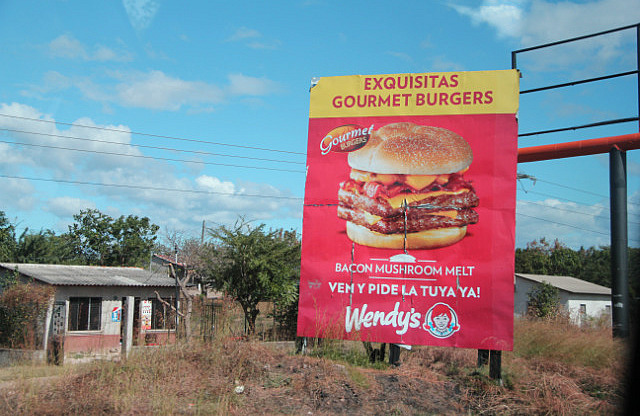 EXQUISITAS
GOURMET BURGERS
Gourmet
BURGERS
BACON MUSHROOM MELT
VEN Y PIDE LA TUYA YA!
Wendy's